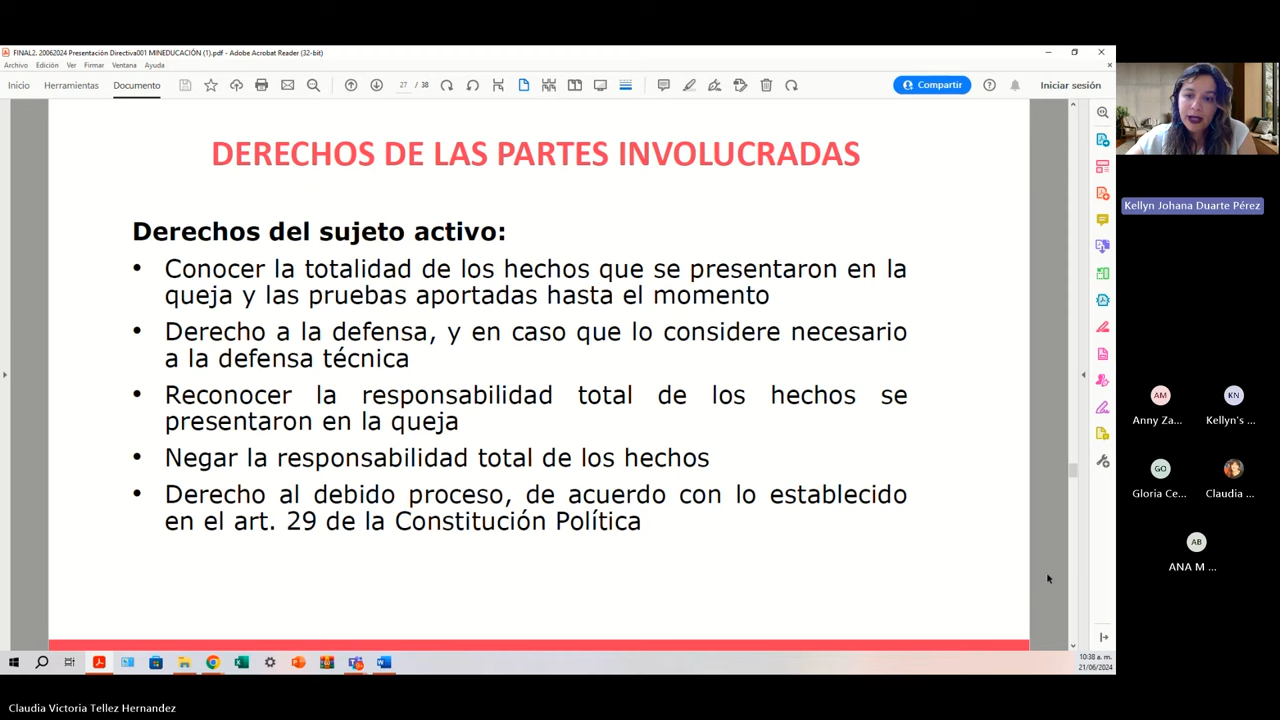 FINAL2. 20062024 Presentación Directiva001 MINEDUCACIÓN (1).pdf - Adobe Acrobat Reader (32-bit)
Archivo Edición Ver Firmar Ventana Ayuda
Inicio Herramientas Documento 27 / 38 Compartir Iniciar sesión
DERECHOS DE LAS PARTES INVOLUCRADAS
Derechos del sujeto activo:
• Conocer la totalidad de los hechos que se presentaron en la
queja y las pruebas aportadas hasta el momento
• Derecho a la defensa, y en caso que lo considere necesario
a la defensa técnica
• Reconocer la responsabilidad total de los hechos se
presentaron en la queja
• Negar la responsabilidad total de los hechos
• Derecho al debido proceso, de acuerdo con lo establecido
en el art. 29 de la Constitución Política
Kellyn Johana Duarte Pérez
AM KN
Anny Za... Kellyn's ...
GO
Gloria Ce... Claudia ...
AB
ANA M ...
10:38 a. m.
21/06/2024
Claudia Victoria Tellez Hernandez